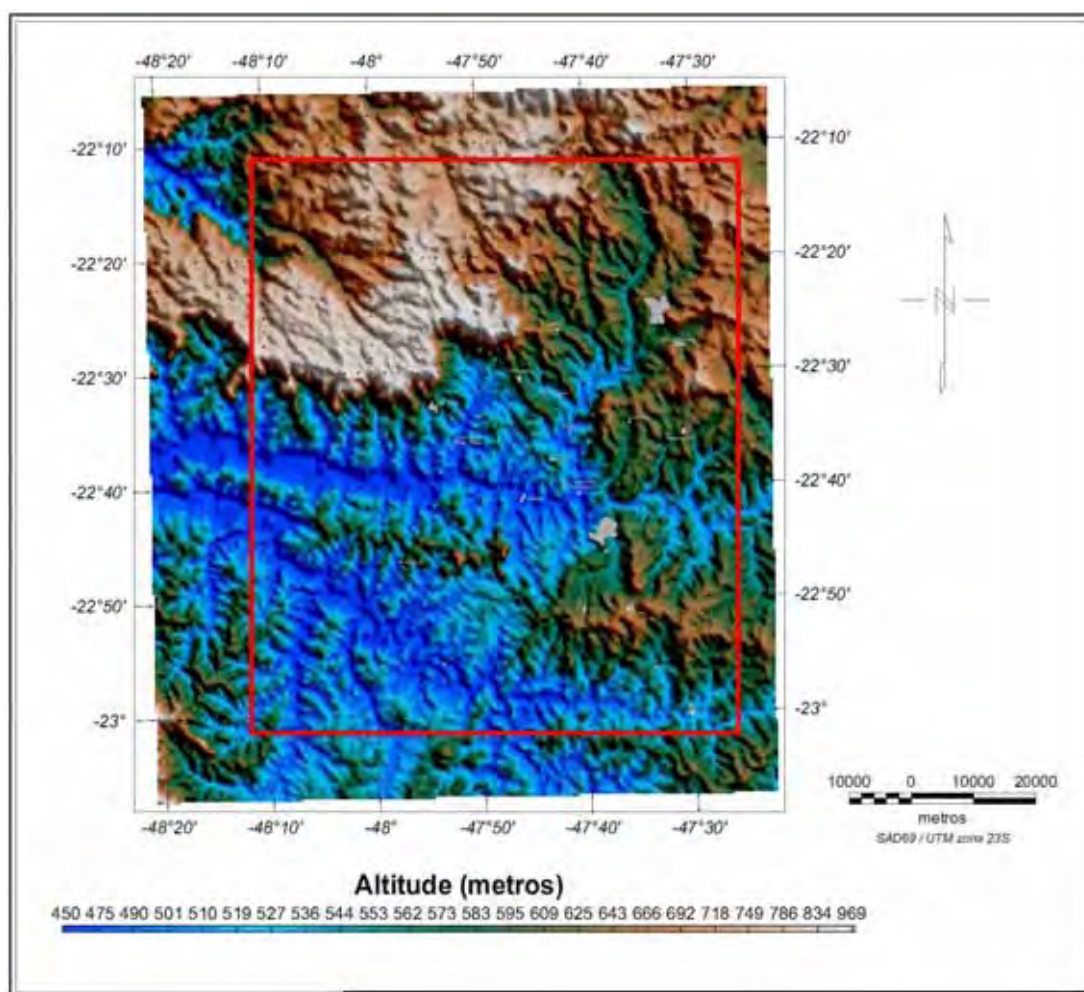 -48°20' -48°10' -48° -47°50' -47°40' -47°30'
-22°10' -22°10'
-22°20' -22°20'
-22°30' -22°30'
-22°40' -22°40'
-22°50' -22°50'
-23° -23°
-48°20' -48°10' -48° -47°50' -47°40' -47°30'
10000 0 10000 20000
metros
SAD69 / UTM zone 23S
Altitude (metros)
450 475 490 501 510 519 527 536 544 553 562 573 583 595 609 625 643 666 692 718 749 786 834 969